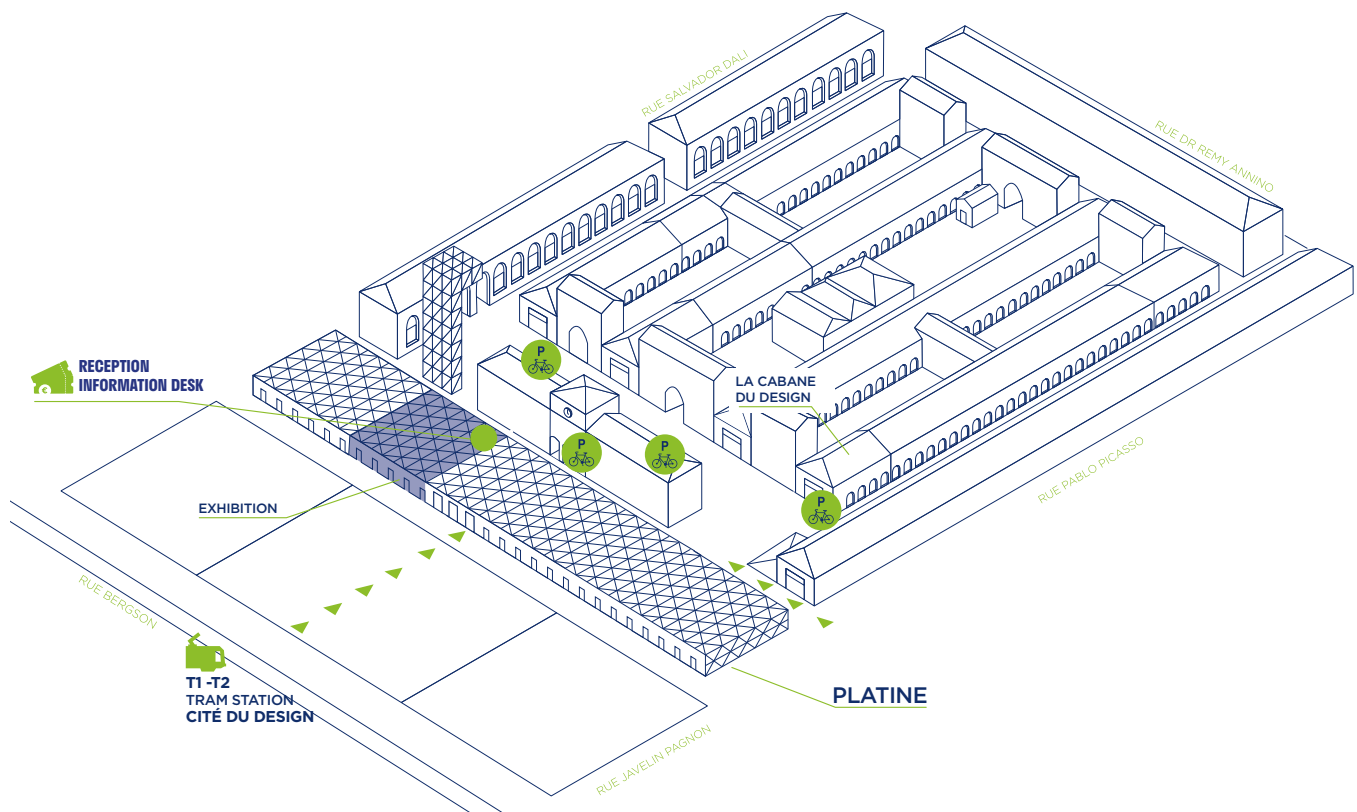 RUE SALVADOR DALI
RUE DR REMY ANNINO
RECEPTION
INFORMATION DESK
P
LA CABANE
DU DESIGN
P
P
RUE PABLO PICASSO
EXHIBITION
P
RUE BERGSON
T1 -T2
TRAM STATION
CITÉ DU DESIGN
PLATINE
RUE JAVELIN PAGNON